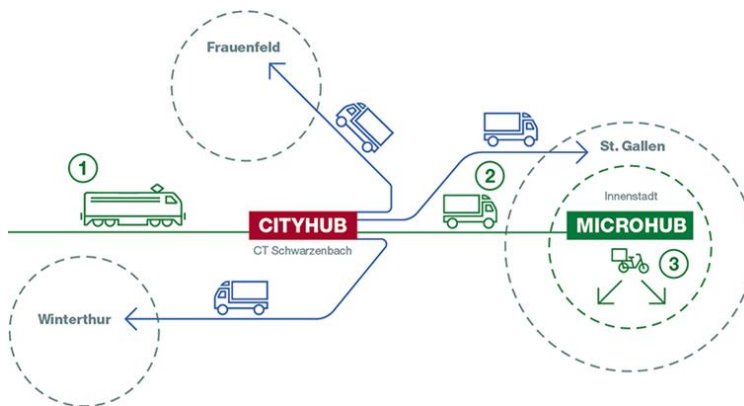 Frauenfeld
1
2
St. Gallen
Innenstadt
CITYHUB
MICROHUB
CT Schwarzenbach
3
Winterthur